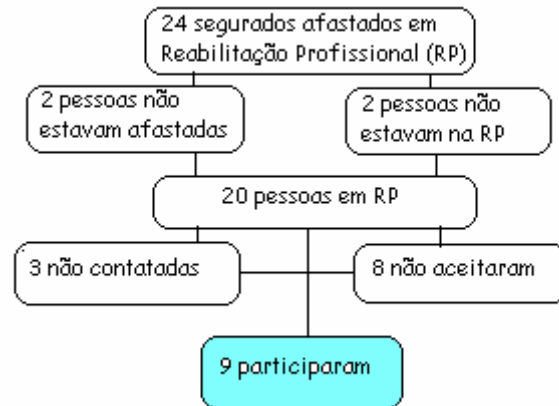 24 segurados afastados em
Reabilitação Profissional (RP)
2 pessoas não
estavam afastadas
2 pessoas não
estavam na RP
20 pessoas em RP
3 não contatadas
8 não aceitaram
9 participaram